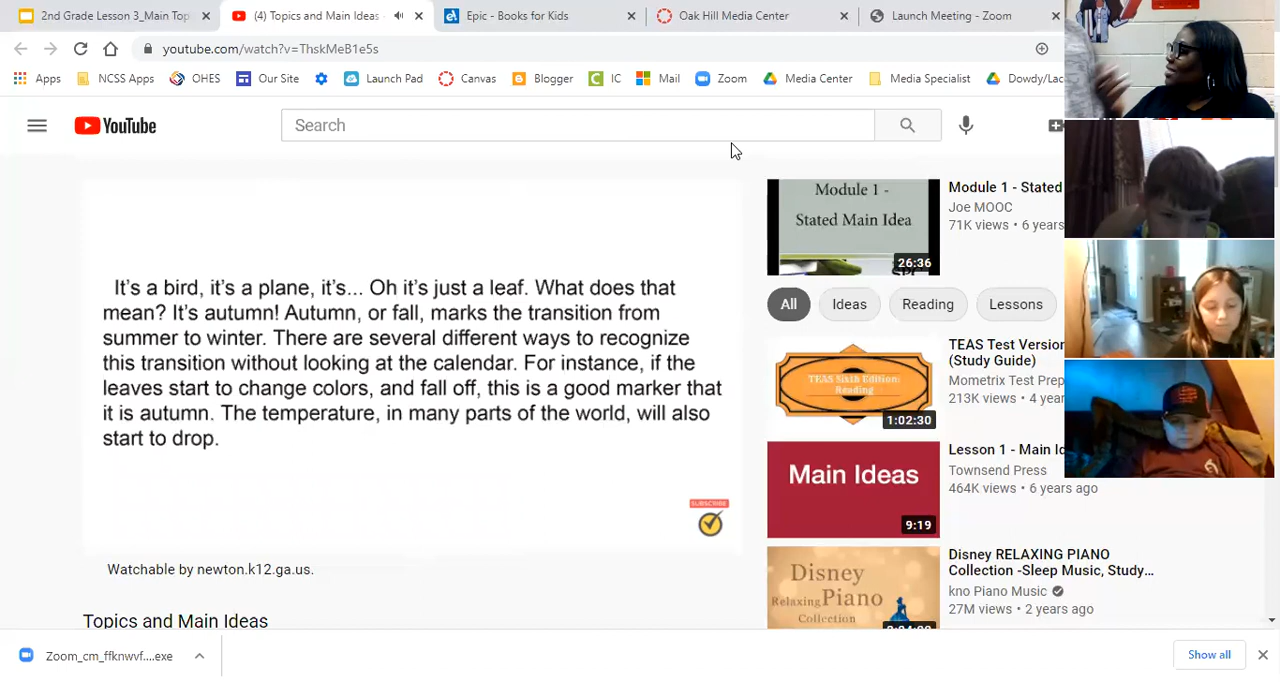 2nd Grade Lesson 3_Main Top
(4) Topics and Main Ideas -
Epic - Books for Kids
Oak Hill Media Center
Launch Meeting - Zoom
youtube.com/watch?v=ThskMeB1e5s
Apps
NCSS Apps
OHES
Our Site
Launch Pad
Canvas
Blogger
IC
Mail
Zoom
Media Center
Media Specialist
Dowdy/Lac
YouTube
Search
It's a bird, it's a plane, it's... Oh it's just a leaf. What does that
mean? It's autumn! Autumn, or fall, marks the transition from
summer to winter. There are several different ways to recognize
this transition without looking at the calendar. For instance, if the
leaves start to change colors, and fall off, this is a good marker that
it is autumn. The temperature, in many parts of the world, will also
start to drop.
SUBSCRIBE
Watchable by newton.k12.ga.us.
Topics and Main Ideas
Module 1 -
Stated Main Idea
26:36
Module 1 - Stated
Joe MOOC
71K views • 6 years
All
Ideas
Reading
Lessons
TEAS Sixth Edition:
Reading
1:02:30
TEAS Test Version
(Study Guide)
Mometrix Test Prep
213K views • 4 year
Main Ideas
9:19
Lesson 1 - Main Id
Townsend Press
464K views • 6 years ago
Disney
Relaxing Piano
Collection
Disney RELAXING PIANO
Collection -Sleep Music, Study...
kno Piano Music
27M views • 2 years ago
Zoom_cm_ffknwvf....exe
Show all